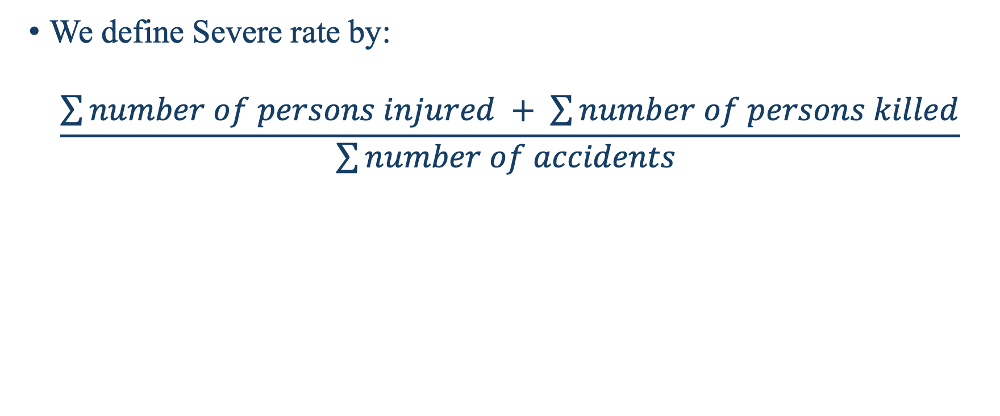 • We define Severe rate by:
∑ number of persons injured + ∑ number of persons killed
∑ number of accidents